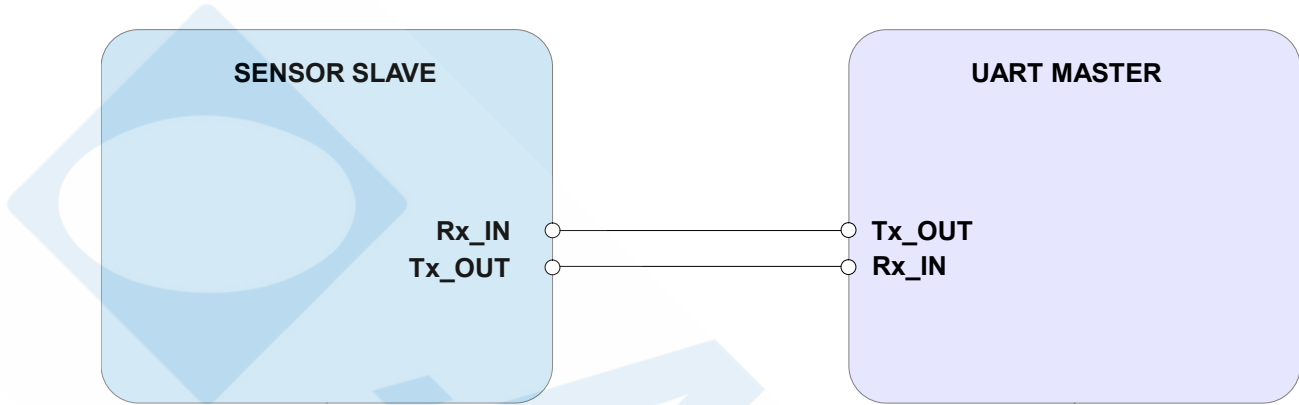 SENSOR SLAVE
UART MASTER
Rx_IN
Tx_OUT
Tx_OUT
Rx_IN